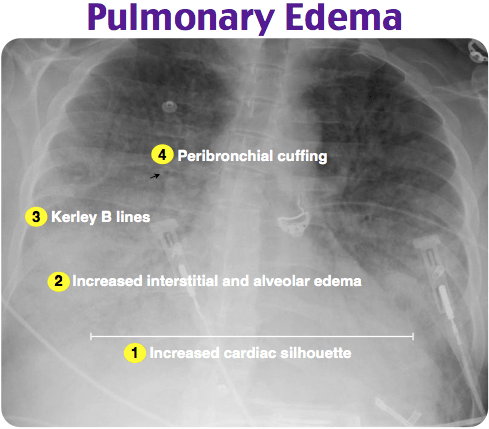 Pulmonary Edema
4 Peribronchial cuffing
3 Kerley B lines
2 Increased interstitial and alveolar edema
1 Increased cardiac silhouette